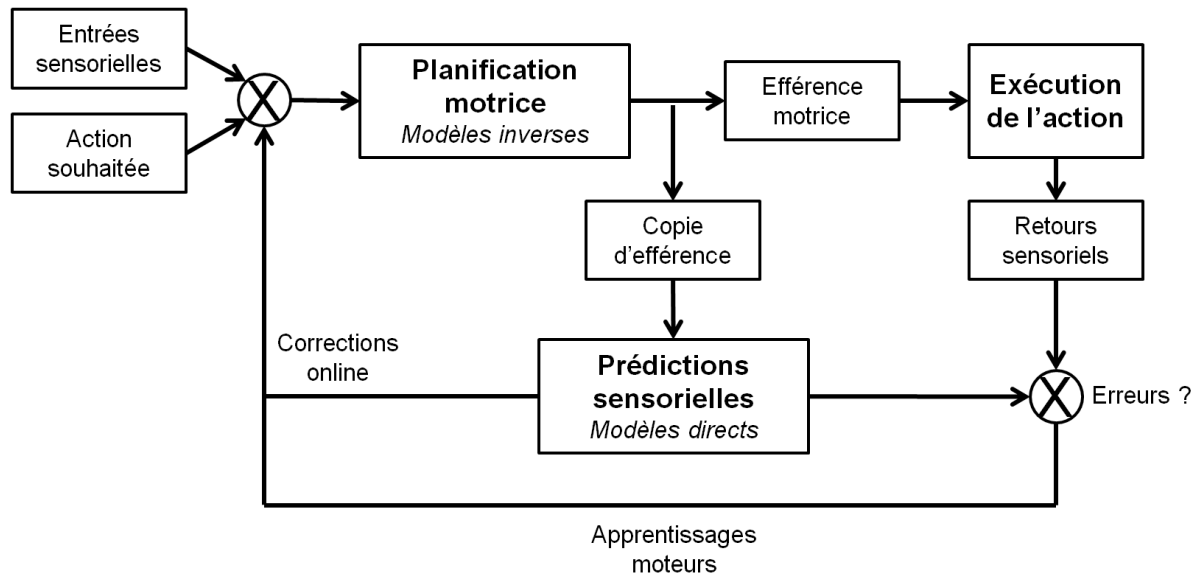 Entrées
sensorielles
Action
souhaitée
X
Planification
motrice
Modèles inverses
Efférence
motrice
Exécution
de l'action
Copie
d'efférence
Retours
sensoriels
Corrections
online
Prédictions
sensorielles
Modèles directs
X
Erreurs ?
Apprentissages
moteurs